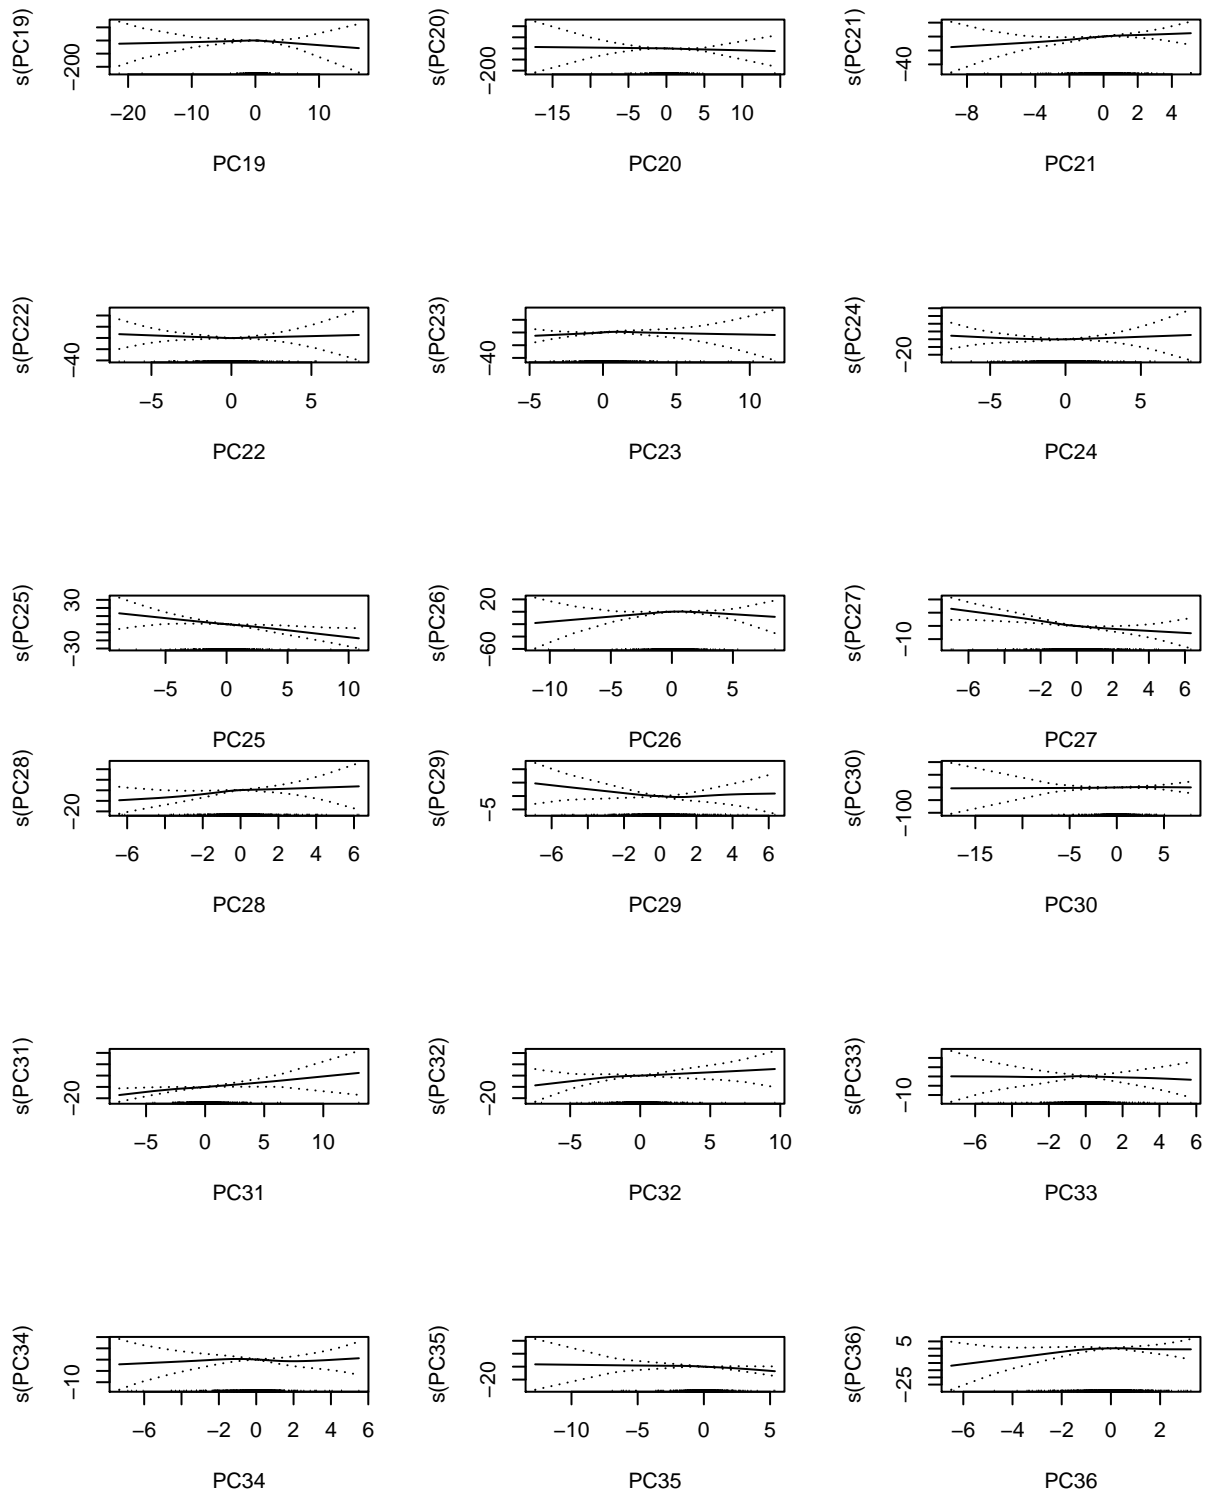 s(PC19)
−200
−20 −10 0 10
PC19
s(PC20)
−200
−15 −5 0 5 10
PC20
s(PC21)
−40
−8 −4 0 2 4
PC21
s(PC22)
−40
−5 0 5
PC22
s(PC23)
−40
−5 0 5 10
PC23
s(PC24)
−20
−5 0 5
PC24
s(PC25)
−30 30
−5 0 5 10
PC25
s(PC26)
−60 20
−10 −5 0 5
PC26
s(PC27)
−10
−6 −2 0 2 4 6
PC27
s(PC28)
−20
−6 −2 0 2 4 6
PC28
s(PC29)
−5
−6 −2 0 2 4 6
PC29
s(PC30)
−100
−15 −5 0 5
PC30
s(PC31)
−20
−5 0 5 10
PC31
s(PC32)
−20
−5 0 5 10
PC32
s(PC33)
−10
−6 −2 0 2 4 6
PC33
s(PC34)
−10
−6 −2 0 2 4 6
PC34
s(PC35)
−20
−10 −5 0 5
PC35
s(PC36)
−25 5
−6 −4 −2 0 2
PC36